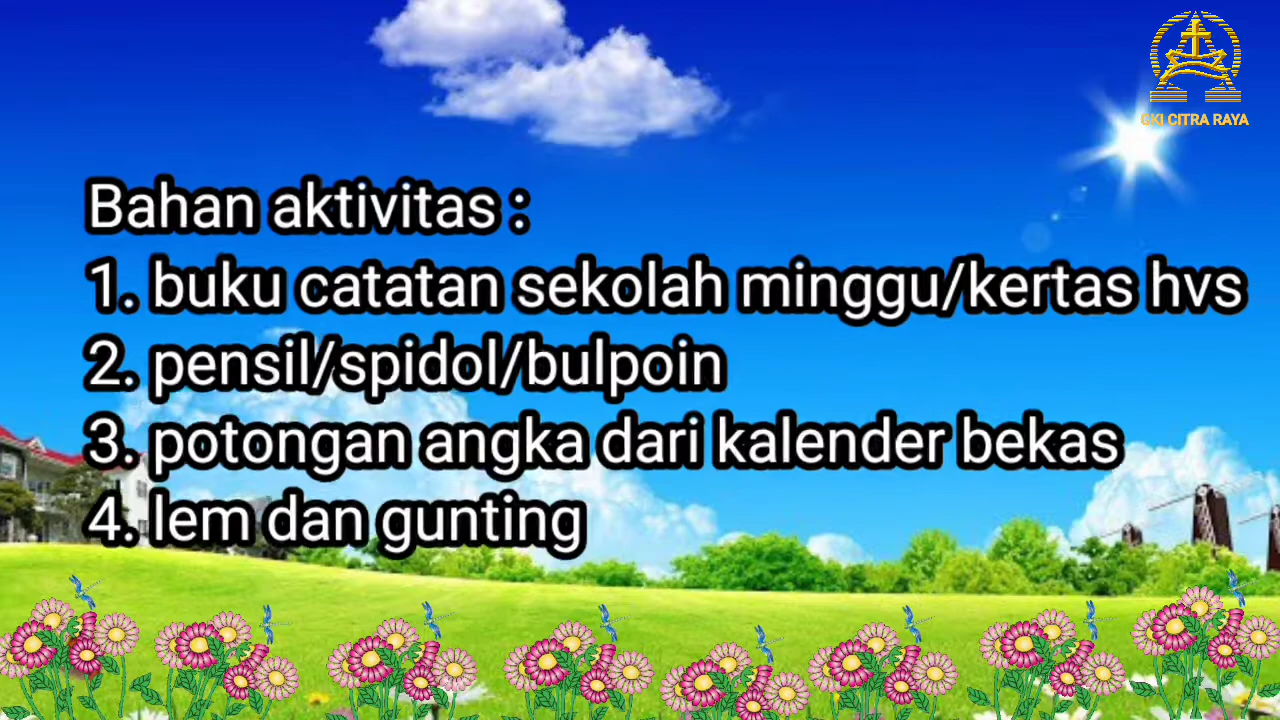 GKI CITRA RAYA
Bahan aktivitas :
1. buku catatan sekolah minggu/kertas hvs
2. pensil/spidol/bulpoin
3. potongan angka dari kalender bekas
4. lem dan gunting